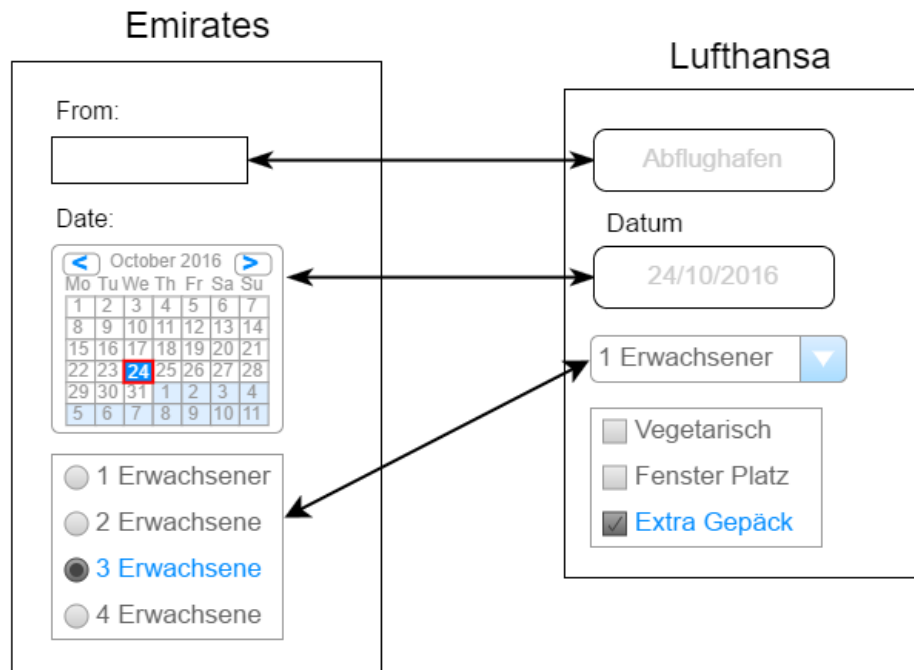 Emirates
From:
Date:
< October 2016 >
Mo Tu We Th Fr Sa Su
1 2 3 4 5 6 7
8 9 10 11 12 13 14
15 16 17 18 19 20 21
22 23 24 25 26 27 28
29 30 31 1 2 3 4
5 6 7 8 9 10 11
1 Erwachsener
2 Erwachsene
3 Erwachsene
4 Erwachsene
Lufthansa
Abflughafen
Datum
24/10/2016
1 Erwachsener
Vegetarisch
Fenster Platz
Extra Gepäck